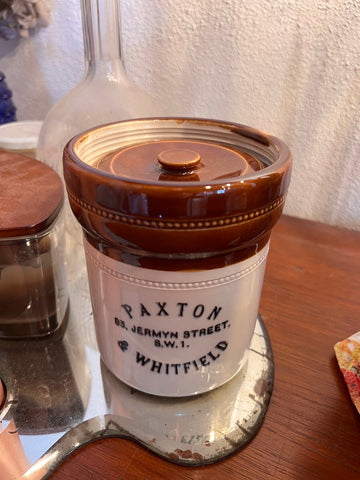 PAXTON
93, JERMYN STREET.
S.W.1.
& WHITFIELD